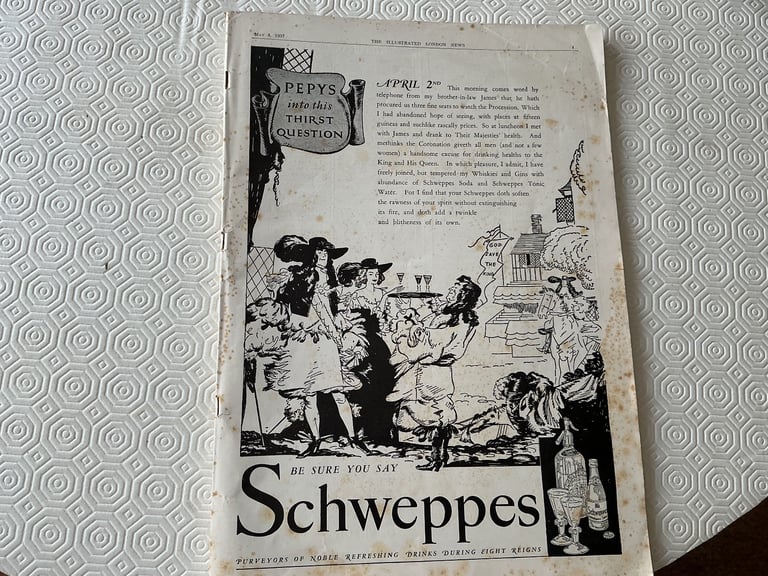 MAY 8, 1937
THE ILLUSTRATED LONDON NEWS
PEPYS
into this
THIRST
QUESTION
APRIL 2ND This morning comes word by
telephone from my brother-in-law James that he hath
procured us three fine seats to watch the Procession. Which
I had abandoned hope of seeing, with places at fifteen
guineas and suchlike rascally prices. So at luncheon I met
with James and drank to Their Majesties' health. And
methinks the Coronation giveth all men (and not a few
women) a handsome excuse for drinking healths to the
King and His Queen. In which pleasure, I admit, I have
freely joined, but tempered my Whiskies and Gins with
abundance of Schweppes Soda and Schweppes Tonic
Water. For I find that your Schweppes doth soften
the rawness of your spirit without extinguishing
its fire, and doth add a twinkle
and blitheness of its own.
GOD
SAVE
THE
KING
BE SURE YOU SAY
Schweppes
PURVEYORS OF NOBLE REFRESHING DRINKS DURING EIGHT REIGNS